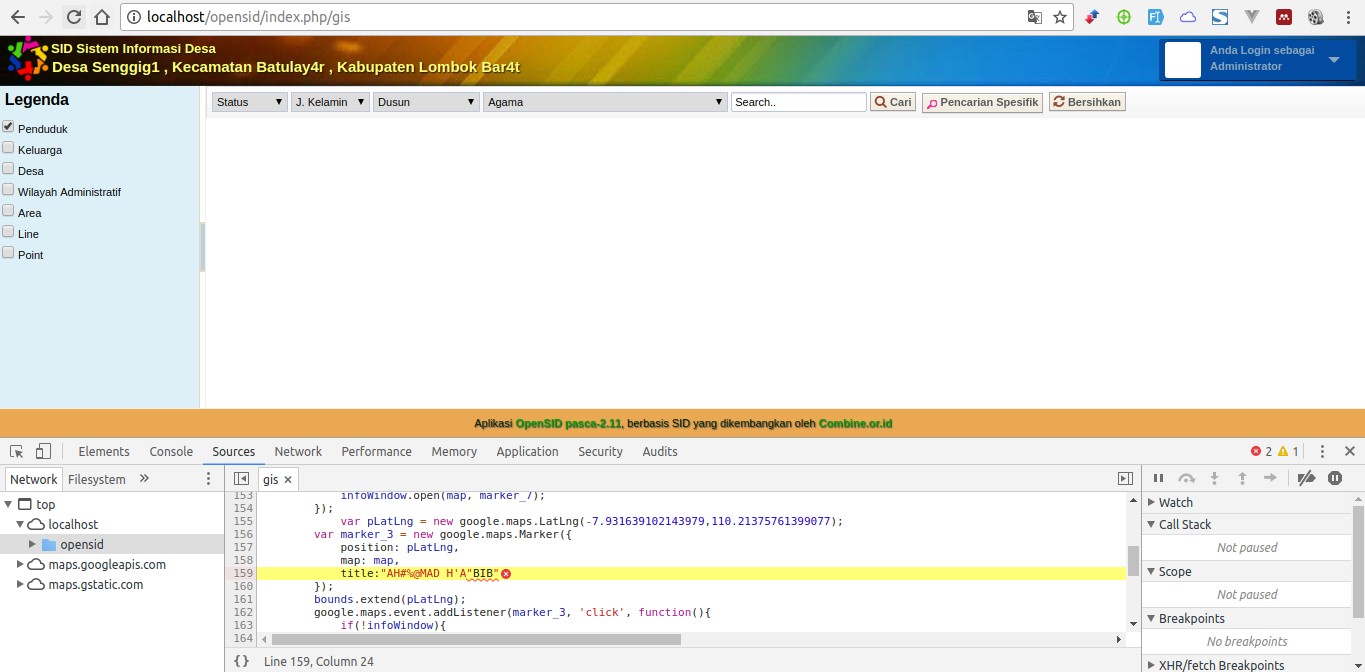 localhost/opensid/index.php/gis
SID Sistem Informasi Desa
Desa Senggig1 , Kecamatan Batulay4r , Kabupaten Lombok Bar4t
Anda Login sebagai
Administrator
Legenda
Penduduk
Keluarga
Desa
Wilayah Administratif
Area
Line
Point
Status J. Kelamin Dusun Agama Search.. Cari Pencarian Spesifik Bersihkan
Aplikasi OpenSID pasca-2.11, berbasis SID yang dikembangkan oleh Combine.or.id
Elements Console Sources Network Performance Memory Application Security Audits 2 1
Network Filesystem »
top
localhost
opensid
maps.googleapis.com
maps.gstatic.com
gis ×
153 infoWindow.open(map, marker_7);
154 });
155 var pLatLng = new google.maps.LatLng(-7.931639102143979,110.21375761399077);
156 var marker_3 = new google.maps.Marker({
157 position: pLatLng,
158 map: map,
159 title:"AH#%@MAD H'A"BIB"
160 });
161 bounds.extend(pLatLng);
162 google.maps.event.addListener(marker_3, 'click', function(){
163 if(!infoWindow){
164
{} Line 159, Column 24
Watch
Call Stack
Not paused
Scope
Not paused
Breakpoints
No breakpoints
XHR/fetch Breakpoints